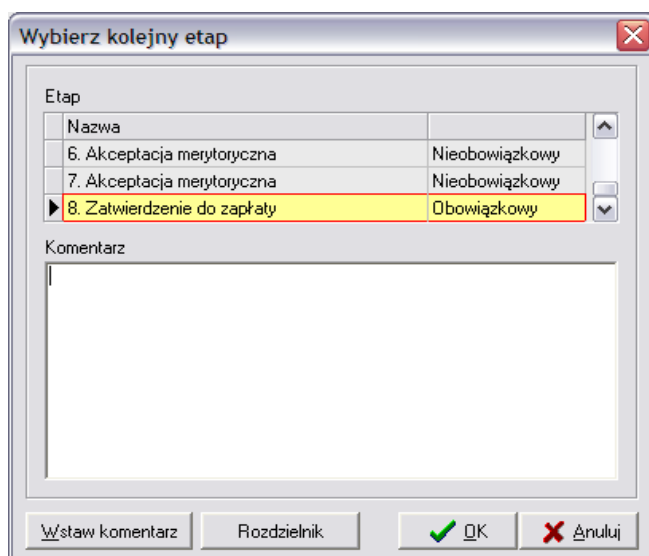 Wybierz kolejny etap
Etap
Nazwa
6. Akceptacja merytoryczna Nieobowiązkowy
7. Akceptacja merytoryczna Nieobowiązkowy
8. Zatwierdzenie do zapłaty Obowiązkowy
Komentarz
Wstaw komentarz Rozdzielnik OK Anuluj